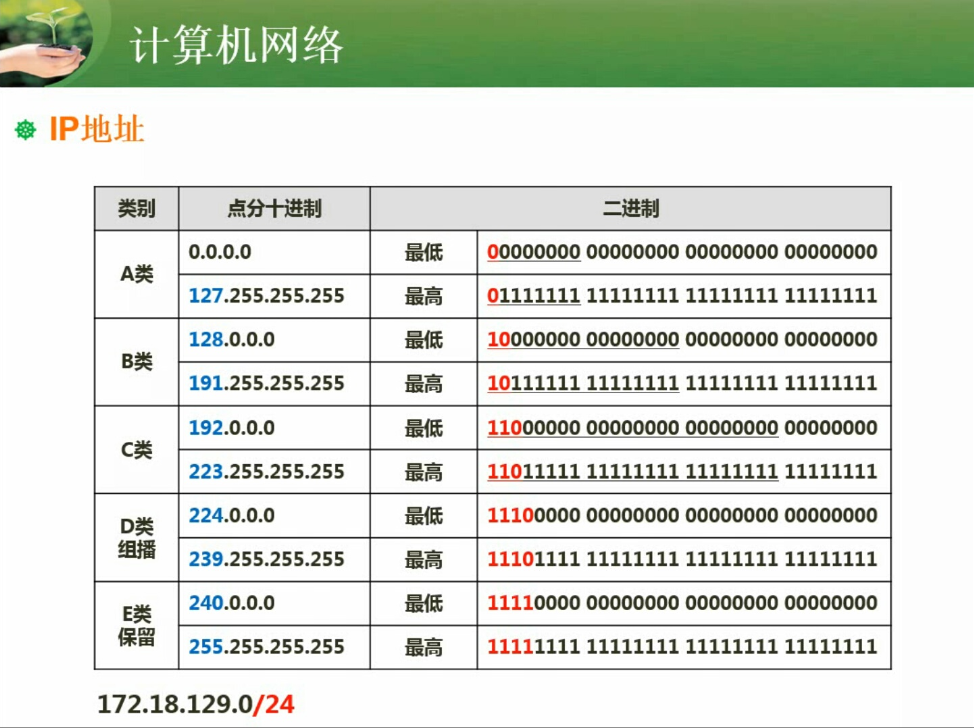 计算机网络
IP地址
类别 点分十进制 二进制
A类 0.0.0.0 最低 00000000 00000000 00000000 00000000
127.255.255.255 最高 01111111 11111111 11111111 11111111
B类 128.0.0.0 最低 10000000 00000000 00000000 00000000
191.255.255.255 最高 10111111 11111111 11111111 11111111
C类 192.0.0.0 最低 11000000 00000000 00000000 00000000
223.255.255.255 最高 11011111 11111111 11111111 11111111
D类 组播 224.0.0.0 最低 11100000 00000000 00000000 00000000
239.255.255.255 最高 11101111 11111111 11111111 11111111
E类 保留 240.0.0.0 最低 11110000 00000000 00000000 00000000
255.255.255.255 最高 11111111 11111111 11111111 11111111
172.18.129.0/24